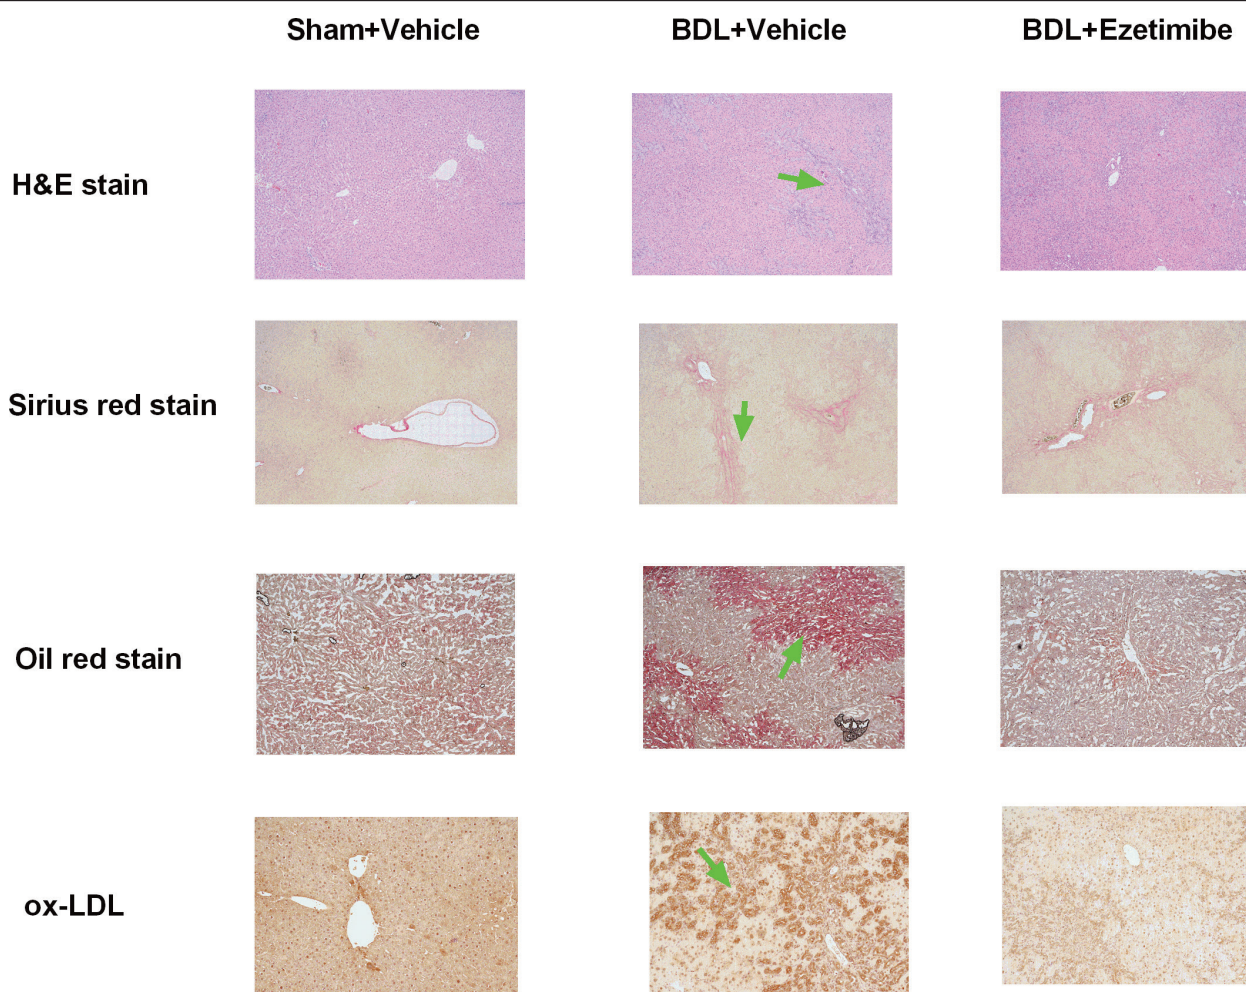 Sham+Vehicle BDL+Vehicle BDL+Ezetimibe
H&E stain
Sirius red stain
Oil red stain
ox-LDL